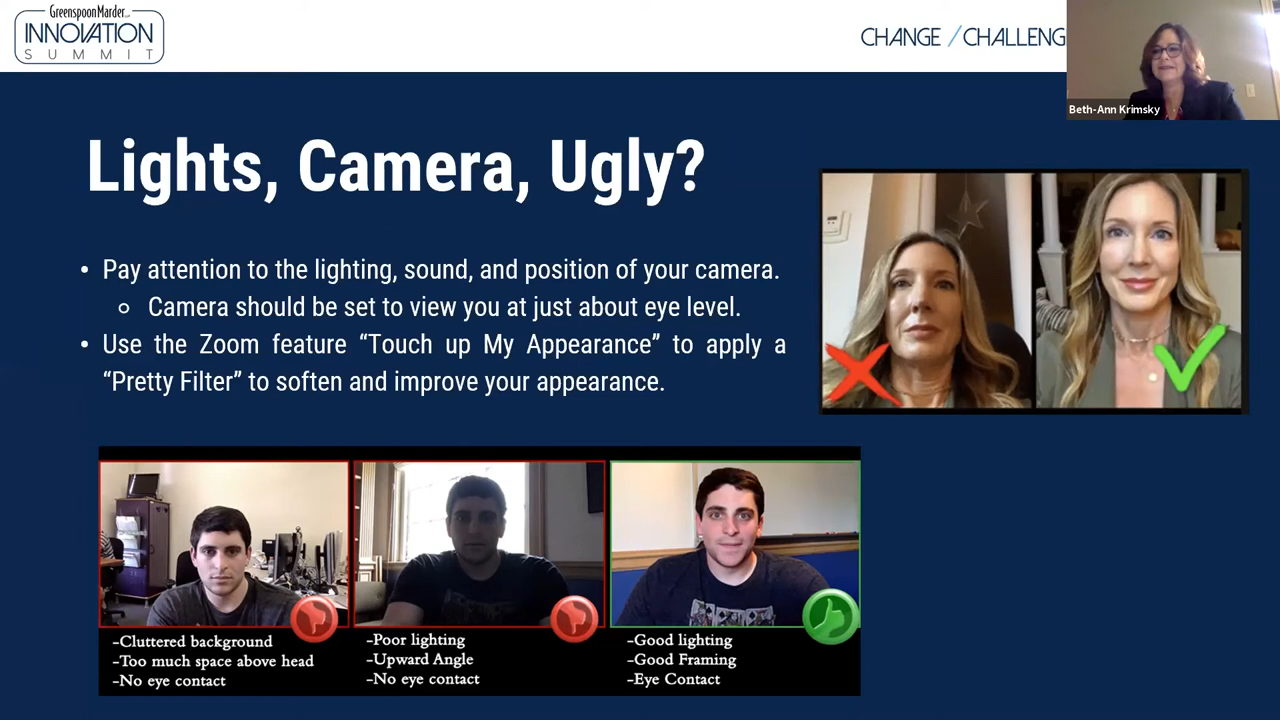 GreenspoonMarder LLP
INNOVATION
SUMMIT
CHANGE / CHALLENG
Beth-Ann Krimsky
Lights, Camera, Ugly?
• Pay attention to the lighting, sound, and position of your camera.
○ Camera should be set to view you at just about eye level.
• Use the Zoom feature “Touch up My Appearance” to apply a
“Pretty Filter” to soften and improve your appearance.
-Cluttered background
-Too much space above head
-No eye contact
-Poor lighting
-Upward Angle
-No eye contact
-Good lighting
-Good Framing
-Eye Contact